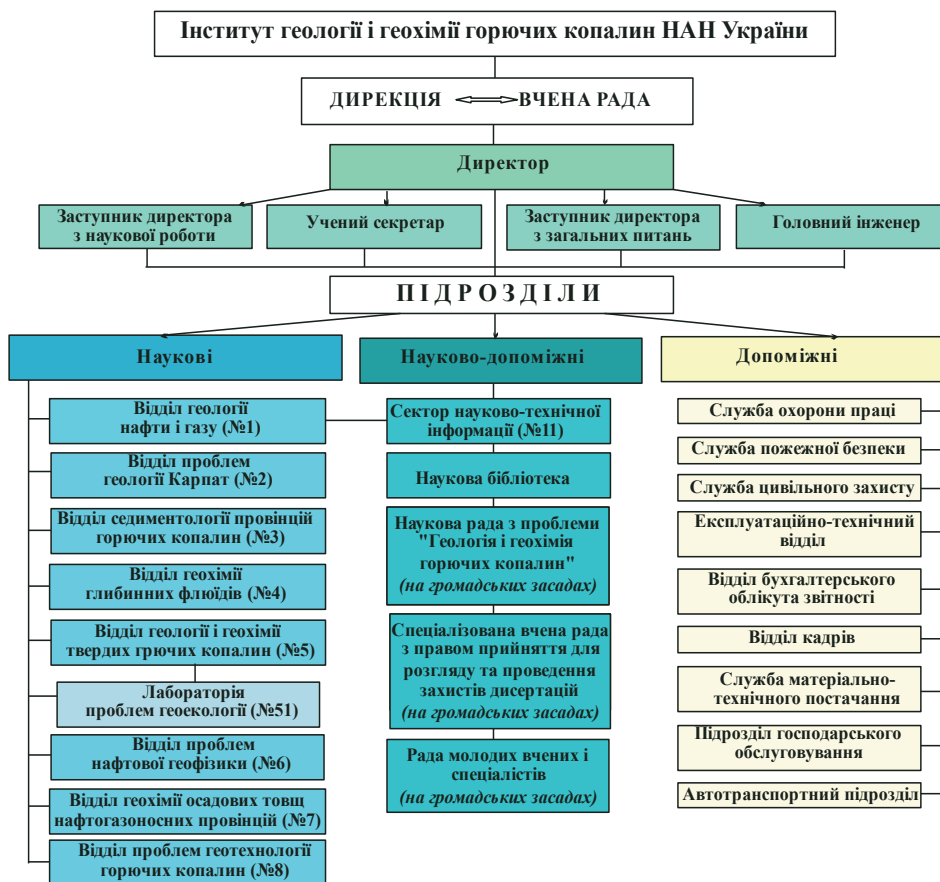 Інститут геології і геохімії горючих копалин НАН України
ДИРЕКЦІЯ ВЧЕНА РАДА
Директор
Заступник директора
з наукової роботи
Учений секретар
Заступник директора
з загальних питань
Головний інженер
ПІДРОЗДІЛИ
Наукові
Відділ геології
нафти і газу (№1)
Відділ проблем
геології Карпат (№2)
Відділ седиментології провінцій
горючих копалин (№3)
Відділ геохімії
глибинних флюїдів (№4)
Відділ геології і геохімії
твердих грючих копалин (№5)
Лабораторія
проблем геоекології (№51)
Відділ проблем
нафтової геофізики (№6)
Відділ геохімії осадових товщ
нафтогазоносних провінцій (№7)
Відділ проблем геотехнології
горючих копалин (№8)
Науково-допоміжні
Сектор науково-технічної
інформації (№11)
Наукова бібліотека
Наукова рада з проблеми
"Геологія і геохімія
горючих копалин"
(на громадських засадах)
Спеціалізована вчена рада
з правом прийняття для
розгляду та проведення
захистів дисертацій
(на громадських засадах)
Рада молодих вчених і
спеціалістів
(на громадських засадах)
Допоміжні
Служба охорони праці
Служба пожежної безпеки
Служба цивільного захисту
Експлуатаційно-технічний
відділ
Відділ бухгалтерського
облікута звітності
Відділ кадрів
Служба матеріально-
технічного постачання
Підрозділ господарського
обслуговування
Автотранспортний підрозділ